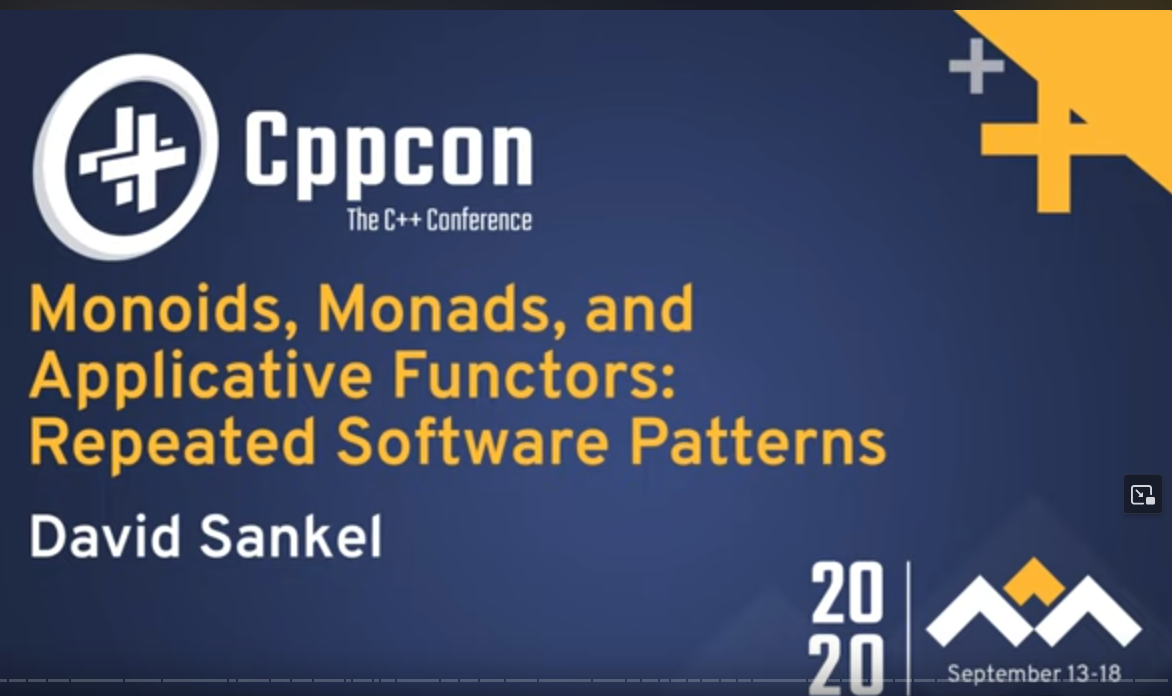 Cppcon
The C++ Conference
Monoids, Monads, and
Applicative Functors:
Repeated Software Patterns
David Sankel
20
20
September 13-18